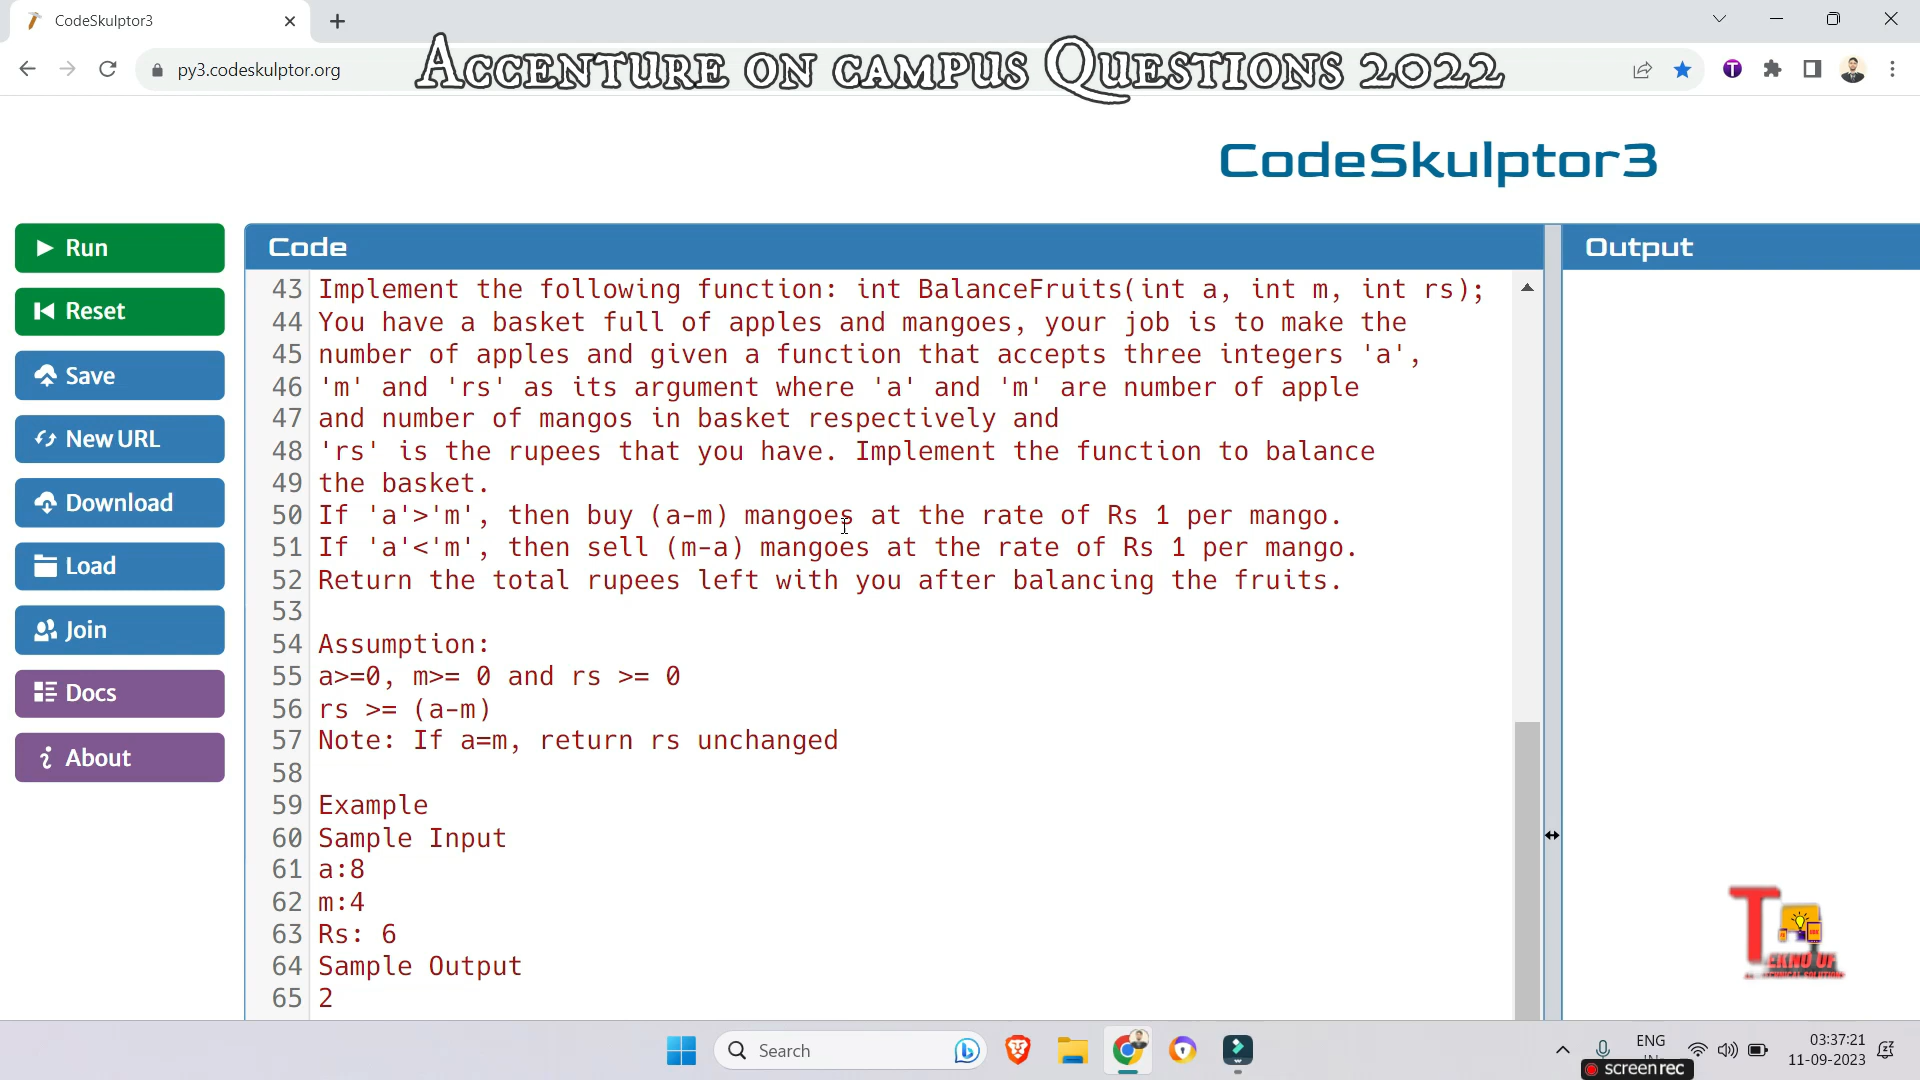 CodeSkulptor3
py3.codeskulptor.org
Accenture on campus Questions 2022
CodeSkulptor3
Run
Reset
Save
New URL
Download
Load
Join
Docs
About
Code
43 Implement the following function: int BalanceFruits(int a, int m, int rs);
44 You have a basket full of apples and mangoes, your job is to make the
45 number of apples and given a function that accepts three integers 'a',
46 'm' and 'rs' as its argument where 'a' and 'm' are number of apple
47 and number of mangos in basket respectively and
48 'rs' is the rupees that you have. Implement the function to balance
49 the basket.
50 If 'a'>'m', then buy (a-m) mangoes at the rate of Rs 1 per mango.
51 If 'a'<'m', then sell (m-a) mangoes at the rate of Rs 1 per mango.
52 Return the total rupees left with you after balancing the fruits.
53
54 Assumption:
55 a>=0, m>= 0 and rs >= 0
56 rs >= (a-m)
57 Note: If a=m, return rs unchanged
58
59 Example
60 Sample Input
61 a:8
62 m:4
63 Rs: 6
64 Sample Output
65 2
Output
Search
ENG
03:37:21
11-09-2023
screenrec